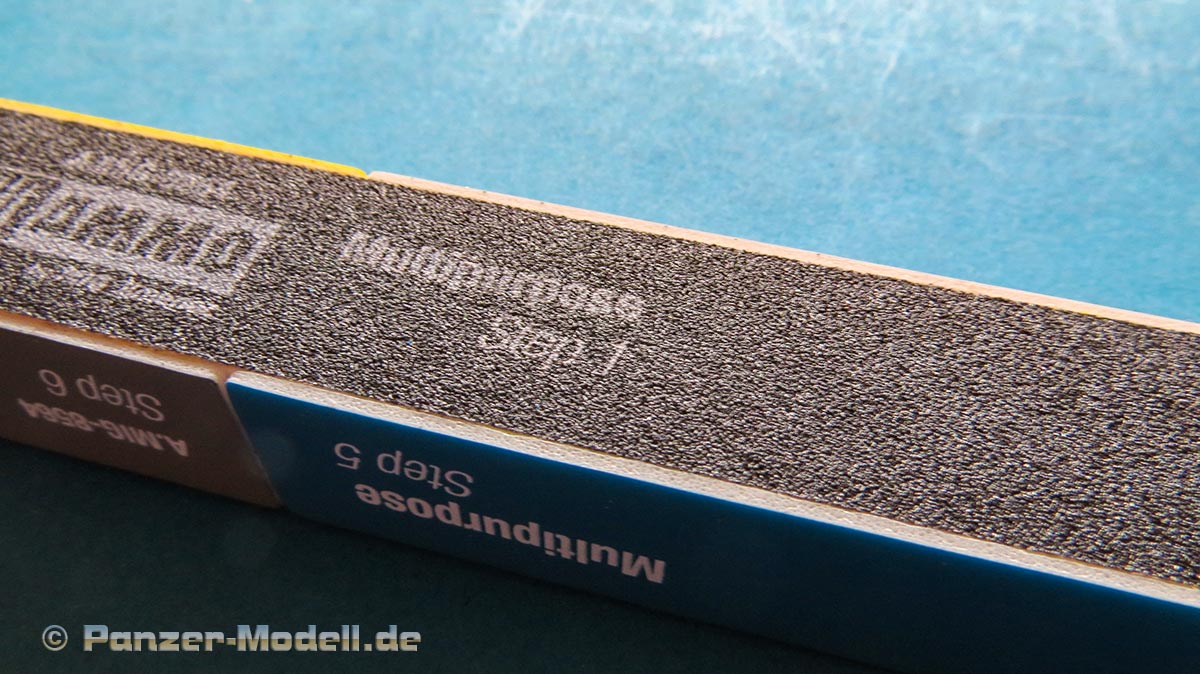 Multipurpose
Step 1
A.MIG-8564
Step 6
Multipurpose
Step 5
© Panzer-Modell.de